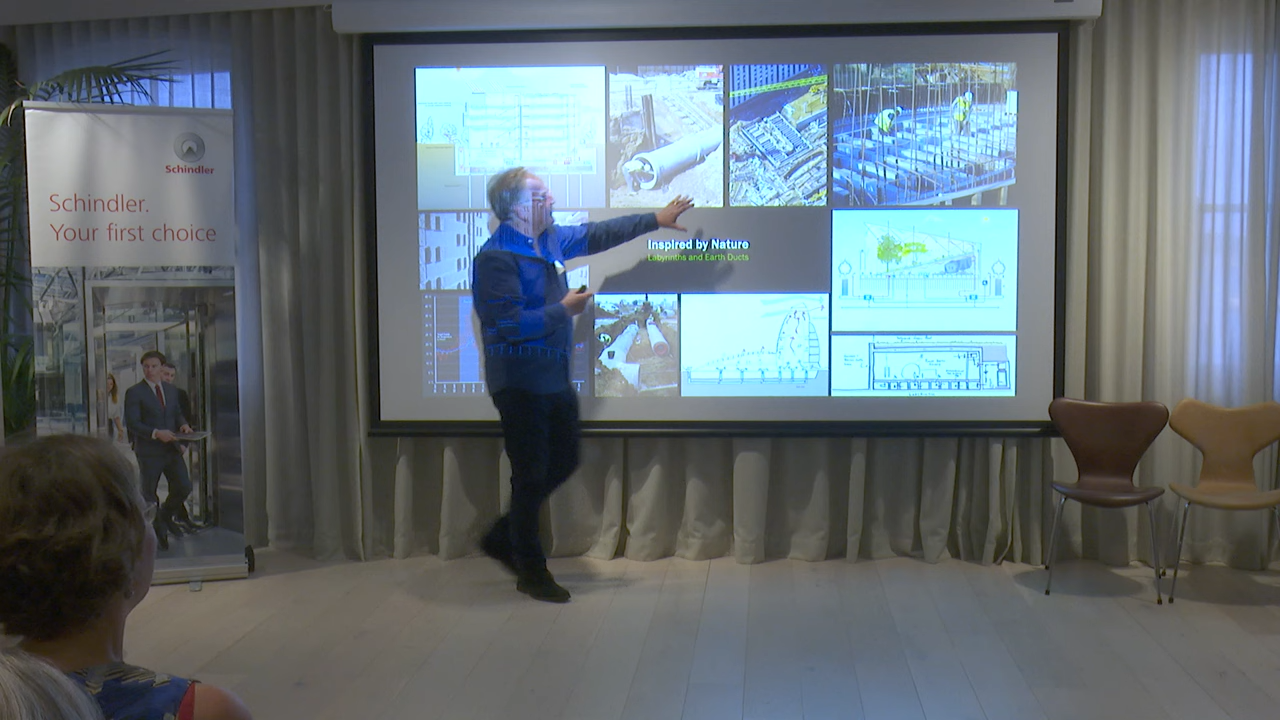 Schindler
Schindler.
Your first choice
Inspired by Nature
Labyrinths and Earth Ducts